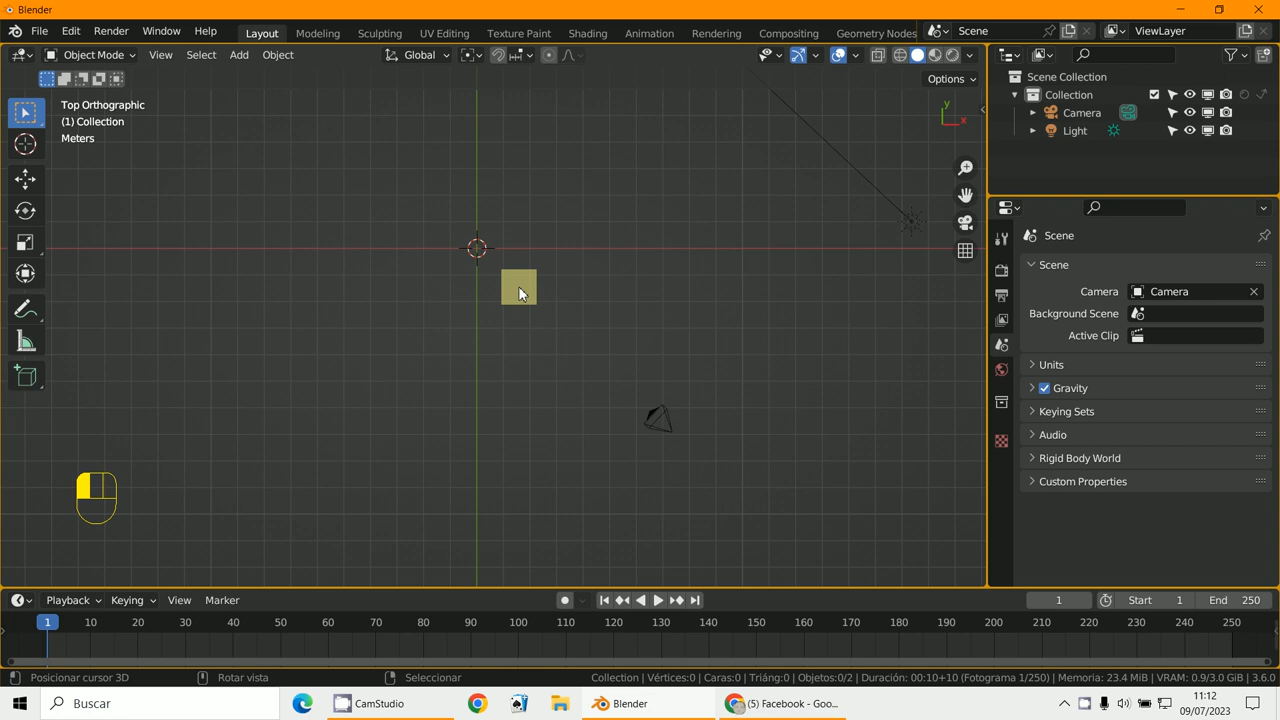 Blender
File Edit Render Window Help Layout Modeling Sculpting UV Editing Texture Paint Shading Animation Rendering Compositing Geometry Nodes Scene ViewLayer
Object Mode View Select Add Object Global
Options
Top Orthographic
(1) Collection
Meters
y
x
Scene Collection
Collection
Camera
Light
Scene
Scene
Camera Camera
Background Scene
Active Clip
Units
Gravity
Keying Sets
Audio
Rigid Body World
Custom Properties
Playback Keying View Marker 1 Start 1 End 250
1 10 20 30 40 50 60 70 80 90 100 110 120 130 140 150 160 170 180 190 200 210 220 230 240 250
Posicionar cursor 3D Rotar vista Seleccionar Collection | Vértices:0 | Caras:0 | Triáng:0 | Objetos:0/2 | Duración: 00:10+10 (Fotograma 1/250) | Memoria: 23.4 MiB | VRAM: 0.9/3.0 GiB | 3.6.0
Buscar CamStudio Blender (5) Facebook - Goo... 11:12
09/07/2023